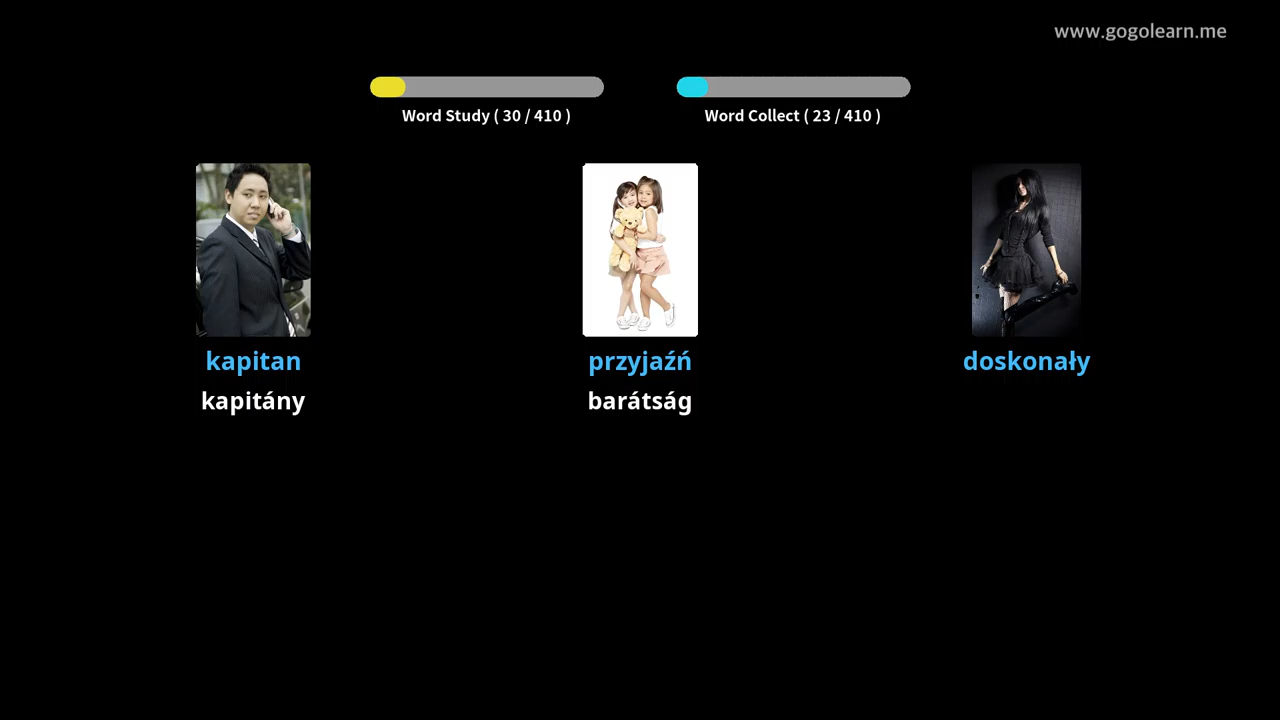 www.gogolearn.me
Word Study ( 30 / 410 )
Word Collect ( 23 / 410 )
kapitan
kapitány
przyjaźń
barátság
doskonały